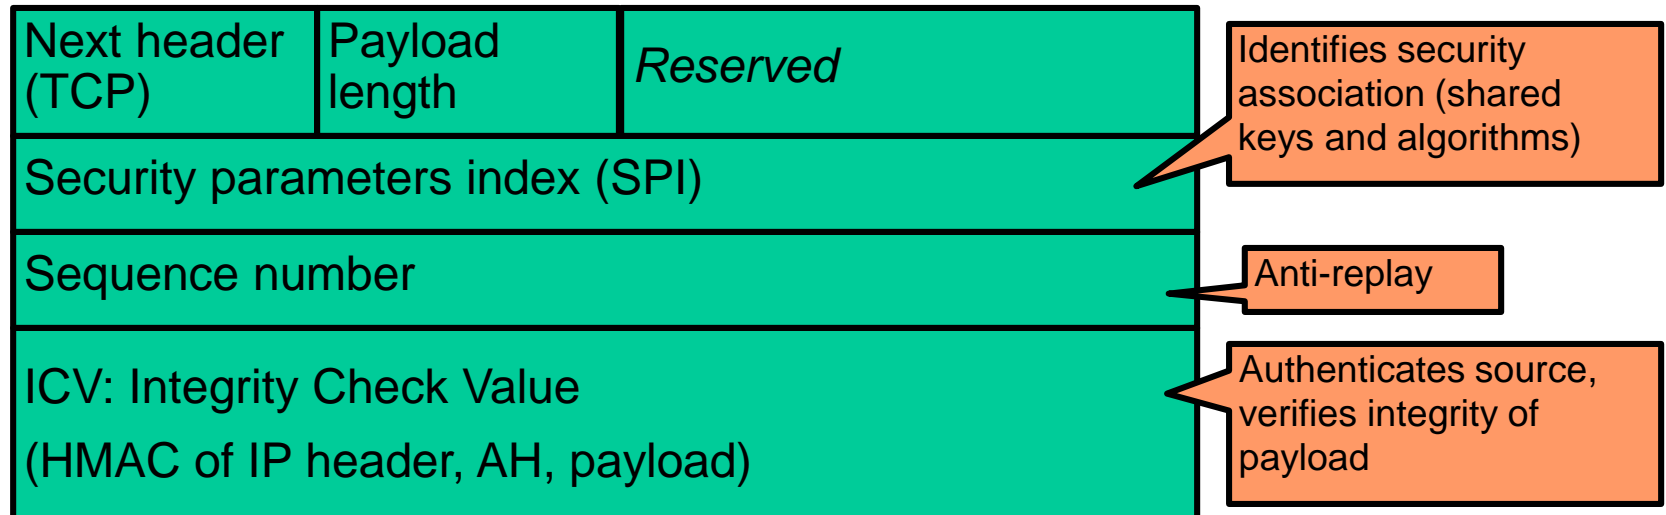 Next header
(TCP)
Payload
length
Reserved
Identifies security
association (shared
keys and algorithms)
Security parameters index (SPI)
Sequence number
Anti-replay
ICV: Integrity Check Value
(HMAC of IP header, AH, payload)
Authenticates source,
verifies integrity of
payload